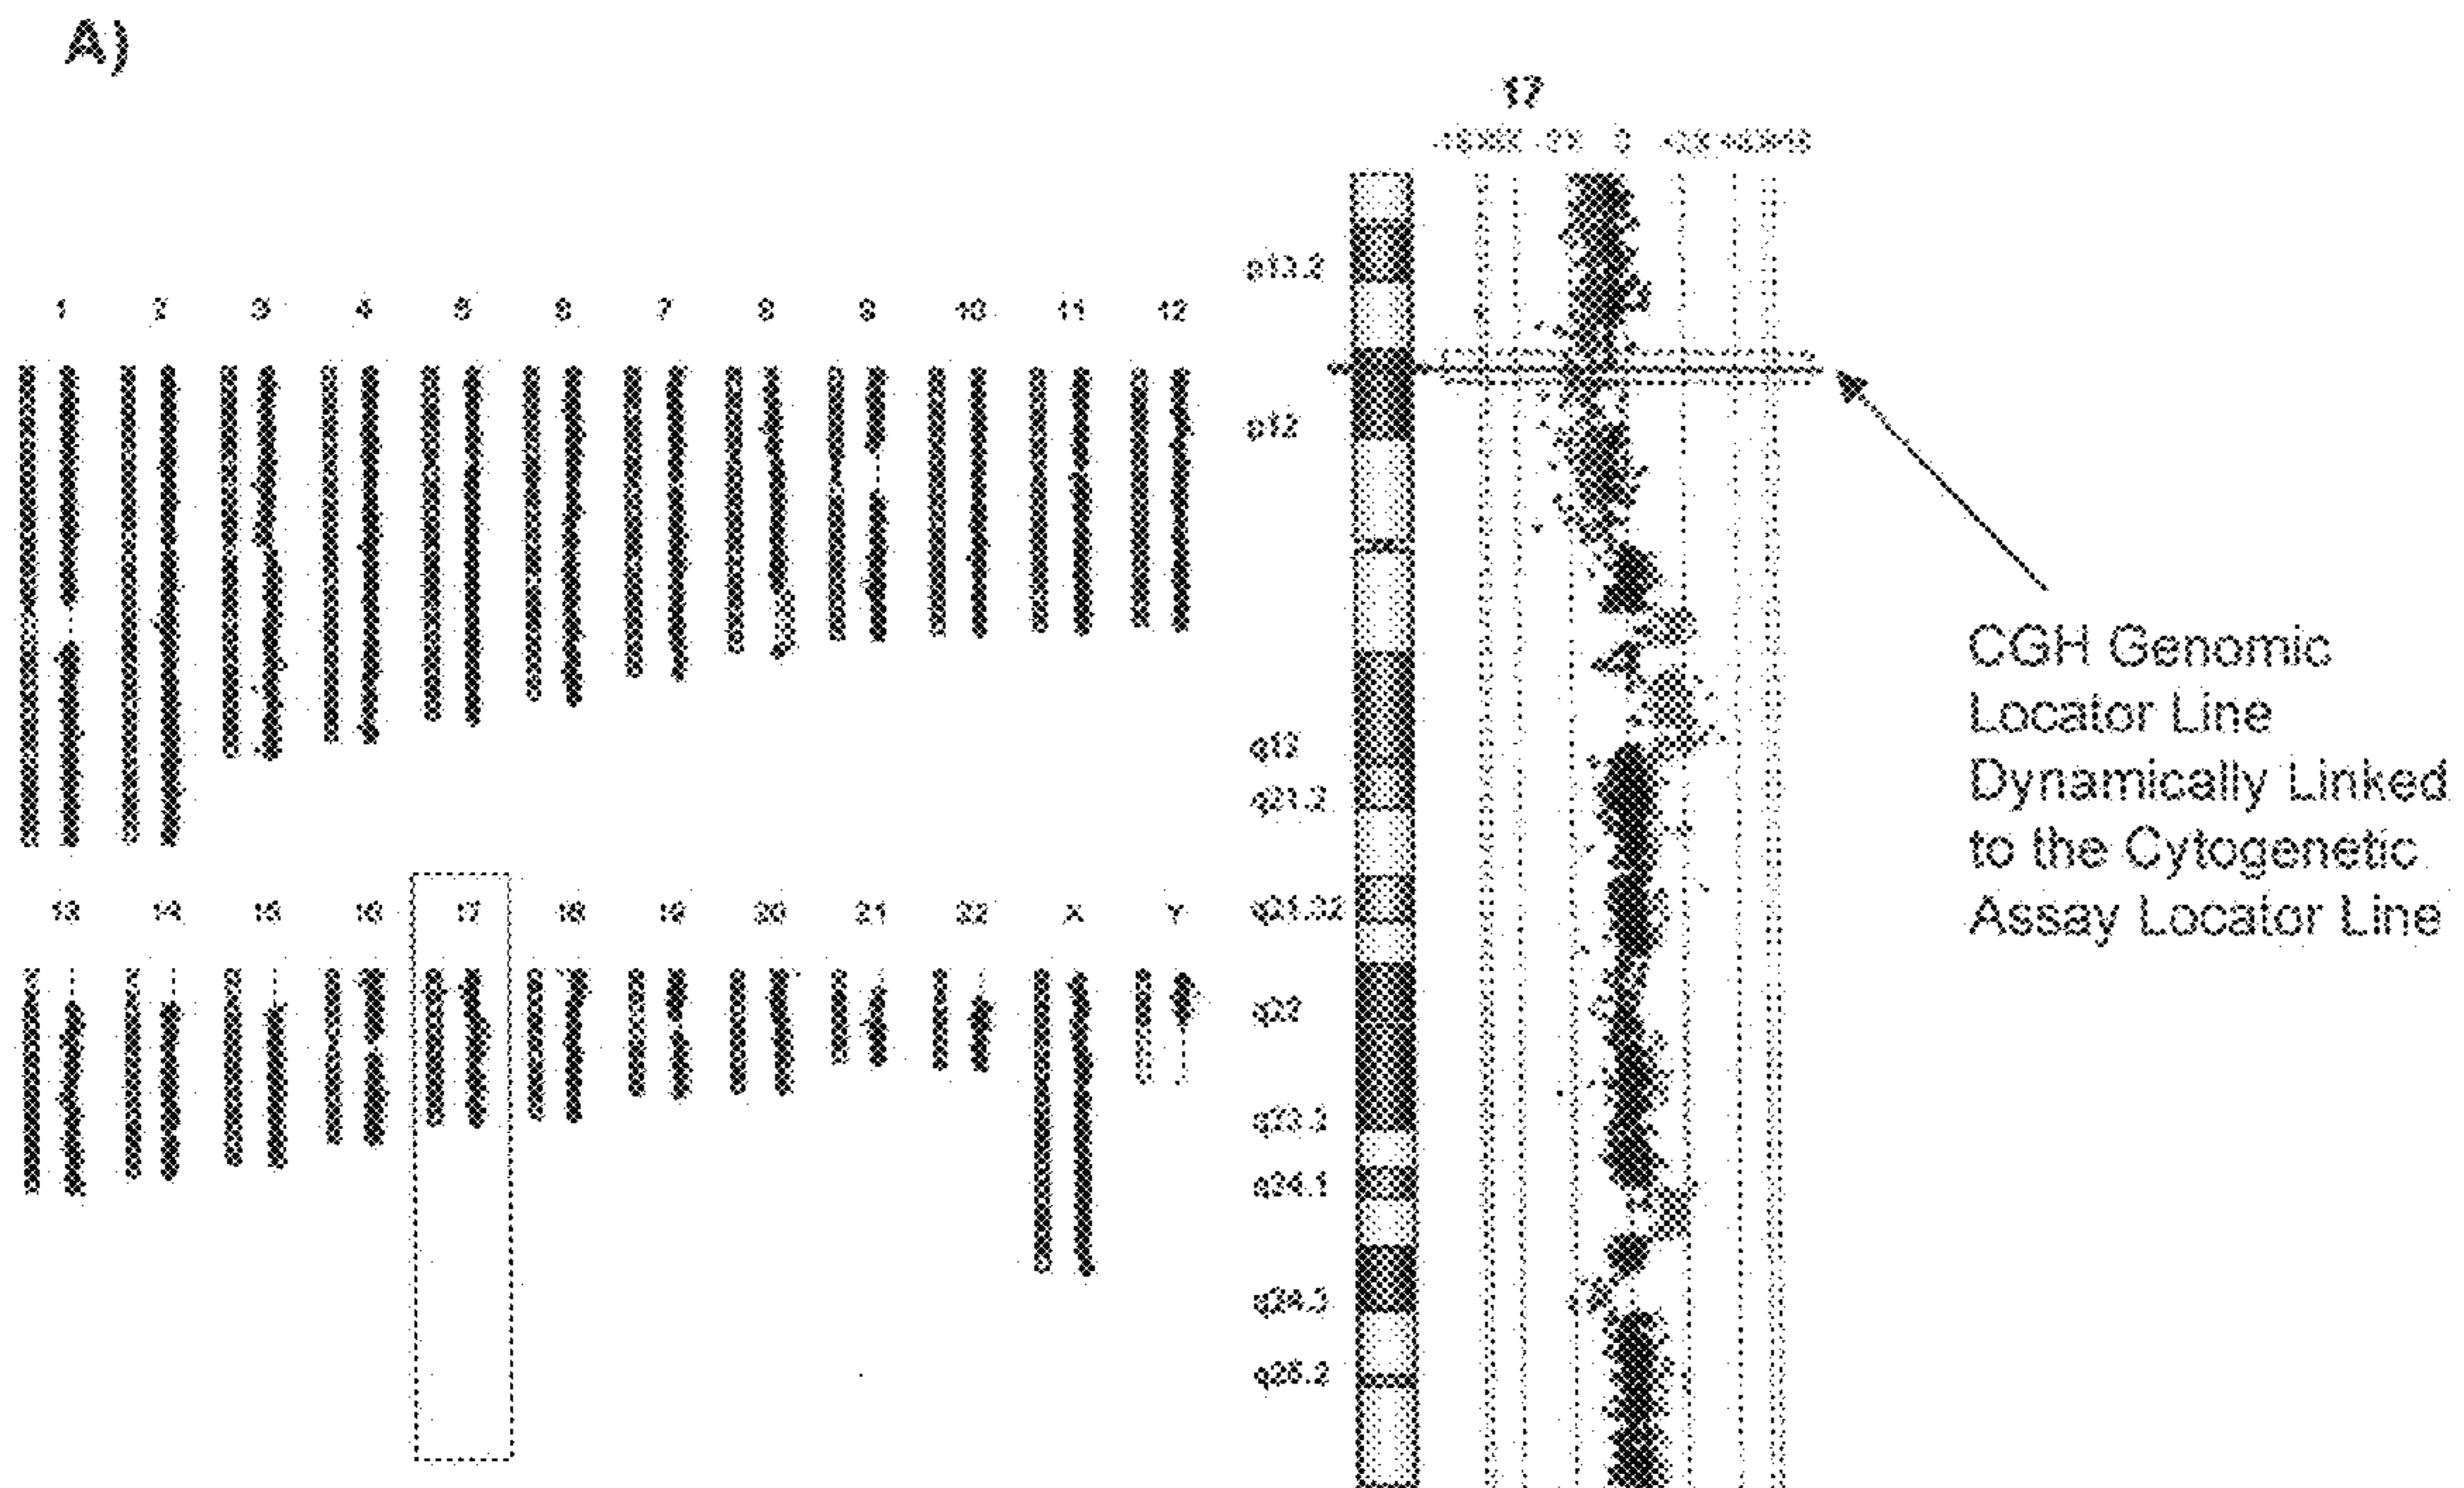 A)
17
0
p13.2
1 2 3 4 5 6 7 8 9 10 11 12
p12
CGH Genomic
Locator Line
Dynamically Linked
to the Cytogenetic
Assay Locator Line
q12
q21.2
13 14 15 16 17 18 19 20 21 22 X Y
q21.32
q22
q23.2
q24.1
q24.3
q25.2